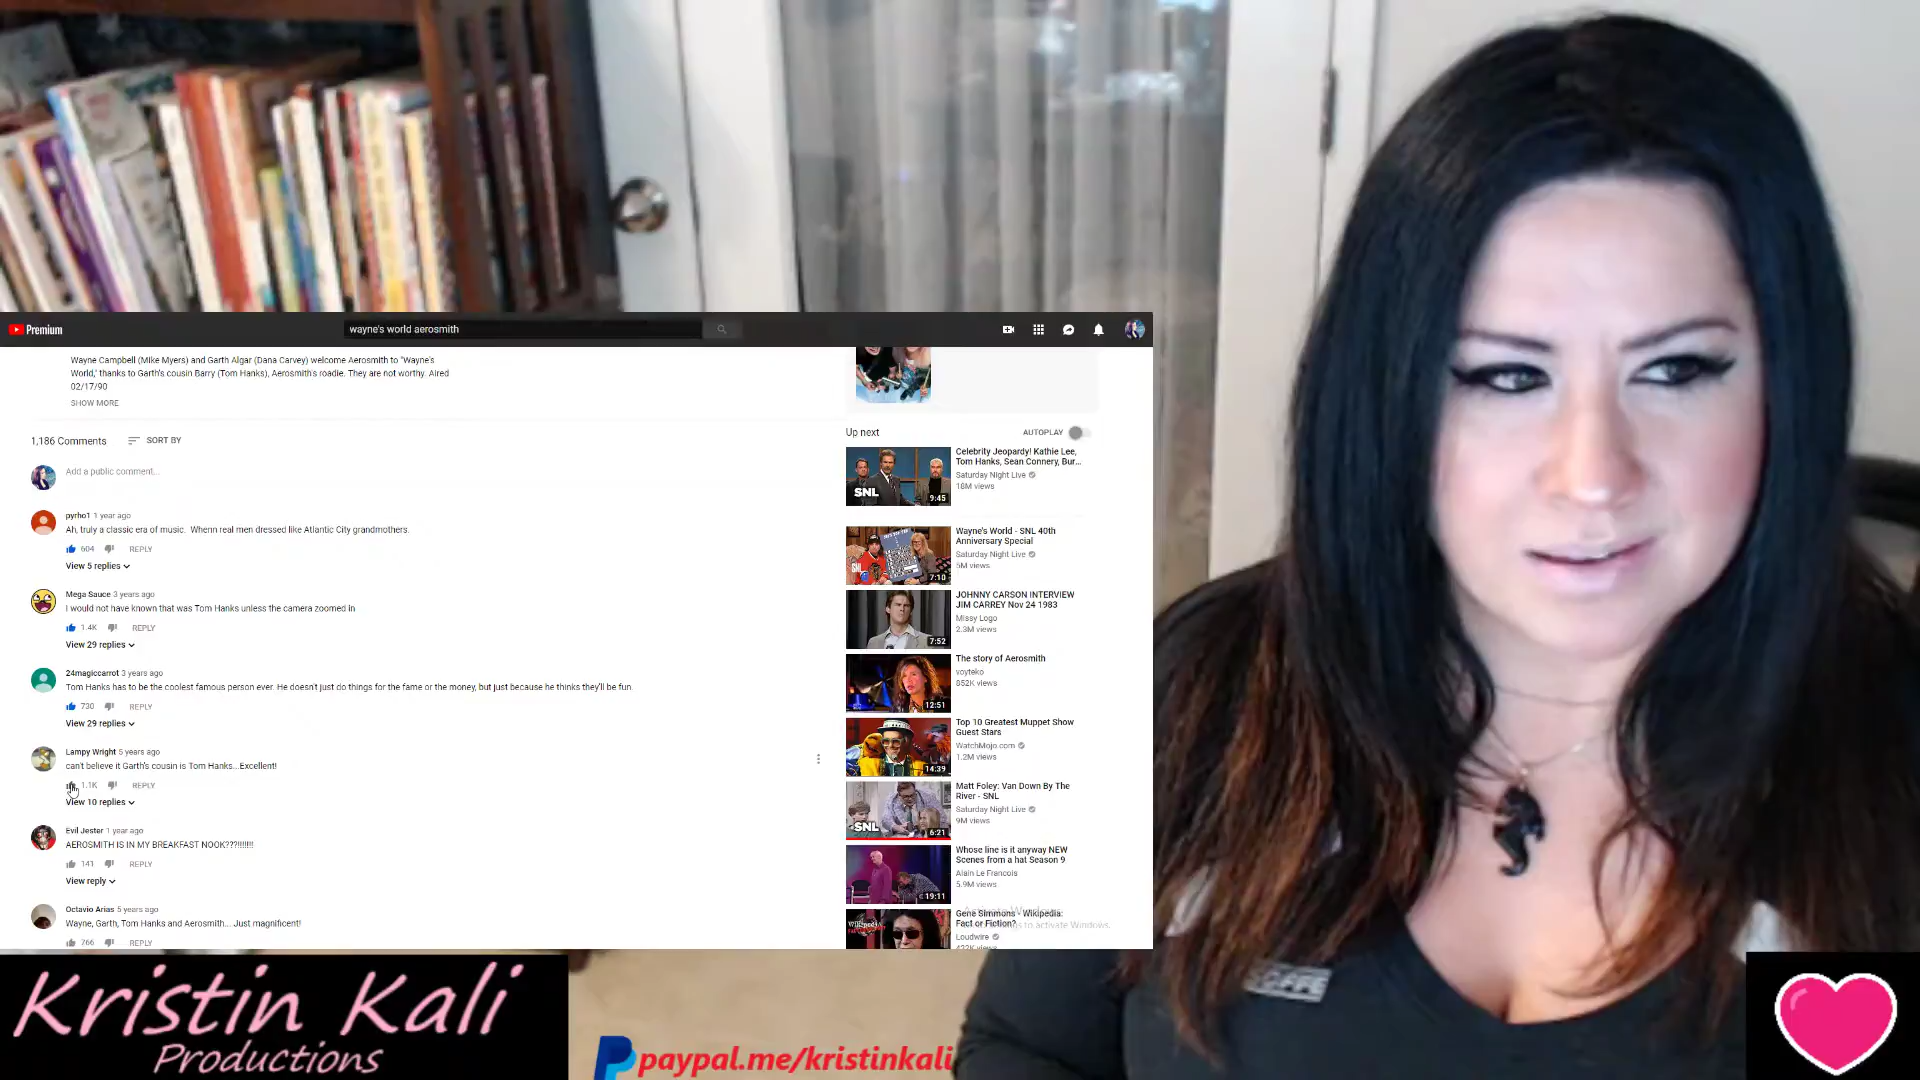 Premium
wayne's world aerosmith
Wayne Campbell (Mike Myers) and Garth Algar (Dana Carvey) welcome Aerosmith to "Wayne's
World,' thanks to Garth's cousin Barry (Tom Hanks), Aerosmith's roadie. They are not worthy. Aired
02/17/90
SHOW MORE
1,186 Comments
SORT BY
Add a public comment...
pyrho1 1 year ago
Ah, truly a classic era of music. Whenn real men dressed like Atlantic City grandmothers.
604 REPLY
View 5 replies
Mega Sauce 3 years ago
I would not have known that was Tom Hanks unless the camera zoomed in
1.4K REPLY
View 29 replies
24magiccarrot 3 years ago
Tom Hanks has to be the coolest famous person ever. He doesn't just do things for the fame or the money, but just because he thinks they'll be fun.
730 REPLY
View 29 replies
Lampy Wright 5 years ago
can't believe it Garth's cousin is Tom Hanks...Excellent!
1.1K REPLY
View 10 replies
Evil Jester 1 year ago
AEROSMITH IS IN MY BREAKFAST NOOK???!!!!!!!
141 REPLY
View reply
Octavio Arias 5 years ago
Wayne, Garth, Tom Hanks and Aerosmith... Just magnificent!
766 REPLY
Up next
AUTOPLAY
Celebrity Jeopardy! Kathie Lee,
Tom Hanks, Sean Connery, Bur...
Saturday Night Live
18M views
SNL
9:45
Wayne's World - SNL 40th
Anniversary Special
Saturday Night Live
5M views
7:10
JOHNNY CARSON INTERVIEW
JIM CARREY Nov 24 1983
Missy Logo
2.3M views
7:52
The story of Aerosmith
voyteko
852K views
12:51
Top 10 Greatest Muppet Show
Guest Stars
WatchMojo.com
1.2M views
14:39
Matt Foley: Van Down By The
River - SNL
Saturday Night Live
9M views
SNL
6:21
Whose line is it anyway NEW
Scenes from a hat Season 9
Alain Le Francois
5.9M views
19:11
Gene Simmons - Wikipedia:
Fact or Fiction?
Loudwire
to activate Windows.
Kristin Kali
Productions
paypal.me/kristinkali